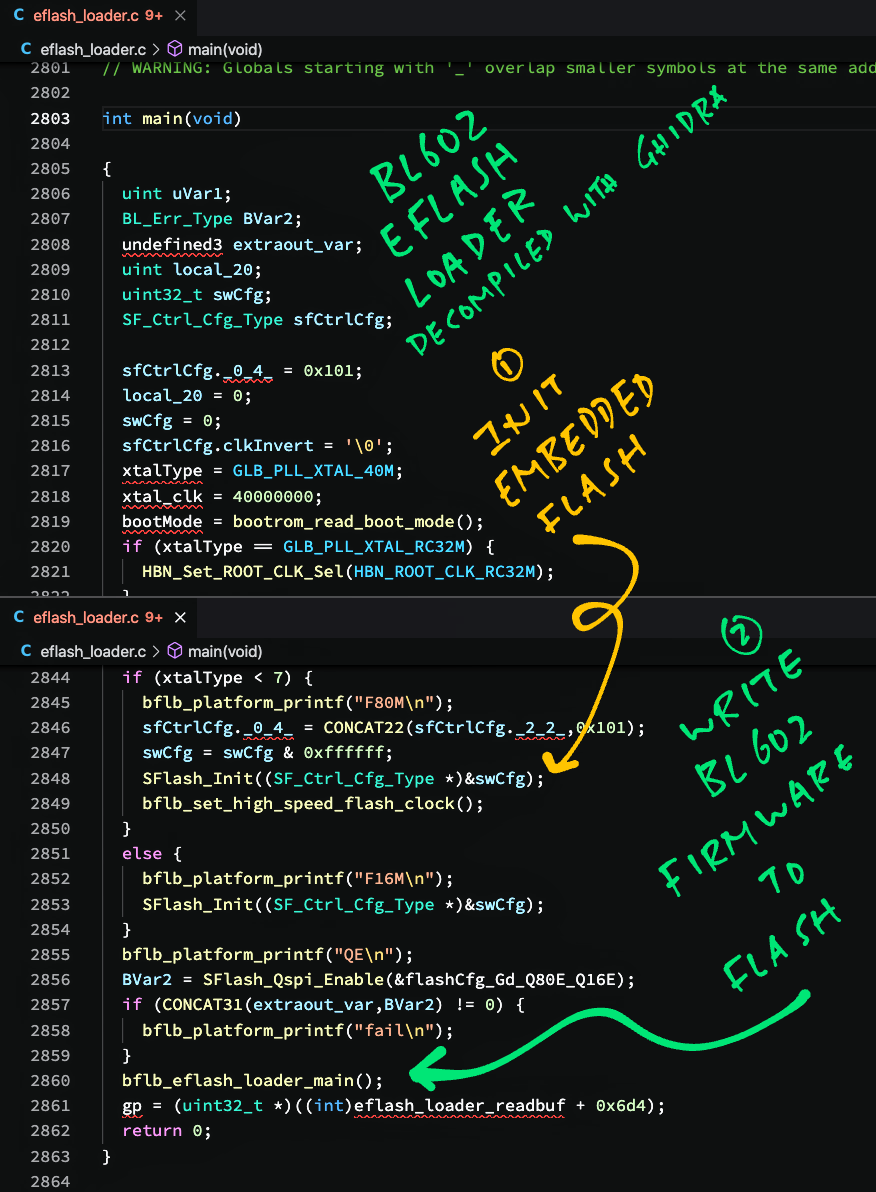 C eflash_loader.c 9+ ×
C eflash_loader.c > main(void)
2801 // WARNING: Globals starting with '_' overlap smaller symbols at the same add
2802
2803 int main(void)
2804
2805 {
2806 uint uVar1;
2807 BL_Err_Type BVar2;
2808 undefined3 extraout_var;
2809 uint local_20;
2810 uint32_t swCfg;
2811 SF_Ctrl_Cfg_Type sfCtrlCfg;
2812
2813 sfCtrlCfg._0_4_ = 0x101;
2814 local_20 = 0;
2815 swCfg = 0;
2816 sfCtrlCfg.clkInvert = '\0';
2817 xtalType = GLB_PLL_XTAL_40M;
2818 xtal_clk = 40000000;
2819 bootMode = bootrom_read_boot_mode();
2820 if (xtalType == GLB_PLL_XTAL_RC32M) {
2821 HBN_Set_ROOT_CLK_Sel(HBN_ROOT_CLK_RC32M);
2822 }
BL602
EFLASH
LOADER
DECOMPILED WITH GHIDRA
1
INIT
EMBEDDED
FLASH
C eflash_loader.c 9+ ×
C eflash_loader.c > main(void)
2844 if (xtalType < 7) {
2845 bflb_platform_printf("F80M\n");
2846 sfCtrlCfg._0_4_ = CONCAT22(sfCtrlCfg._2_2_,0x101);
2847 swCfg = swCfg & 0xffffff;
2848 SFlash_Init((SF_Ctrl_Cfg_Type *)&swCfg);
2849 bflb_set_high_speed_flash_clock();
2850 }
2851 else {
2852 bflb_platform_printf("F16M\n");
2853 SFlash_Init((SF_Ctrl_Cfg_Type *)&swCfg);
2854 }
2855 bflb_platform_printf("QE\n");
2856 BVar2 = SFlash_Qspi_Enable(&flashCfg_Gd_Q80E_Q16E);
2857 if (CONCAT31(extraout_var,BVar2) != 0) {
2858 bflb_platform_printf("fail\n");
2859 }
2860 bflb_eflash_loader_main();
2861 gp = (uint32_t *)((int)eflash_loader_readbuf + 0x6d4);
2862 return 0;
2863 }
2864
2
WRITE
BL602
FIRMWARE
TO
FLASH